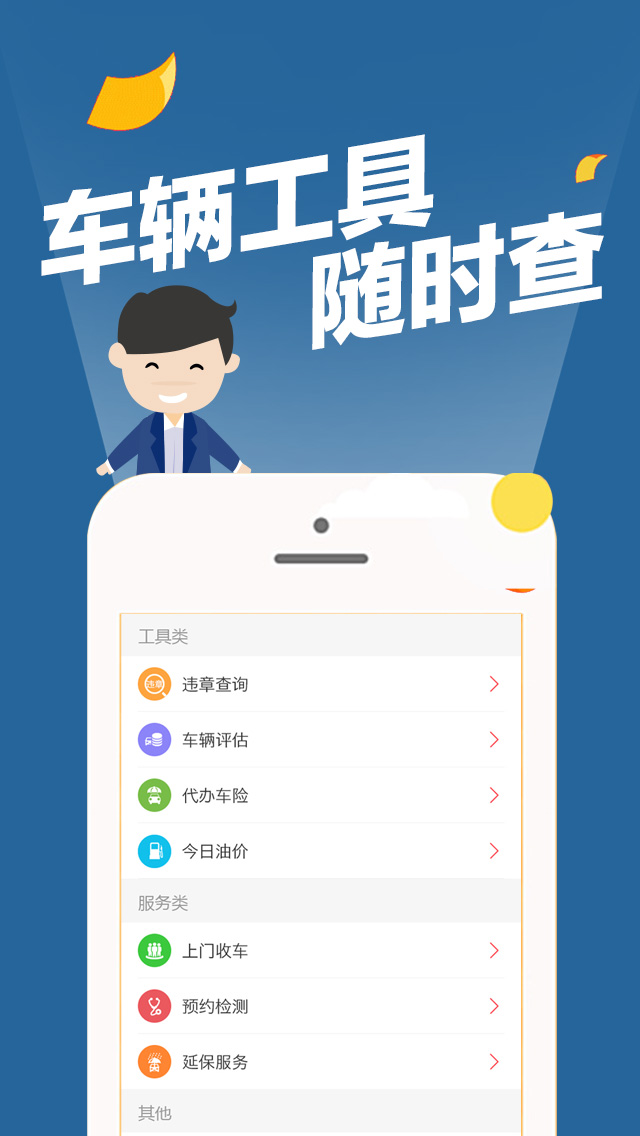 车辆工具
随时查
工具类
违章
违章查询
车辆评估
代办车险
今日油价
服务类
上门收车
预约检测
延保服务
其他